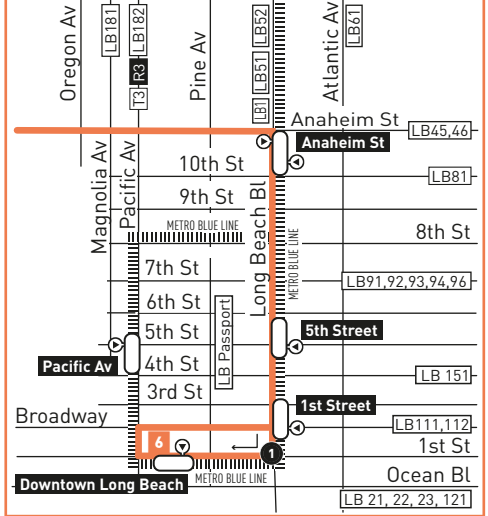 Oregon Av
LB181
T3 R3 LB182
Pine Av
LB1 LB51 LB52
Atlantic Av
LB61
Magnolia Av
Pacific Av
Long Beach Bl
Anaheim St
LB45,46
Anaheim St
10th St
LB81
9th St
METRO BLUE LINE
8th St
METRO BLUE LINE
7th St
LB91,92,93,94,96
6th St
LB Passport
5th St
5th Street
Pacific Av
4th St
LB 151
3rd St
1st Street
Broadway
LB111,112
6
1st St
1
METRO BLUE LINE
Ocean Bl
Downtown Long Beach
LB 21, 22, 23, 121